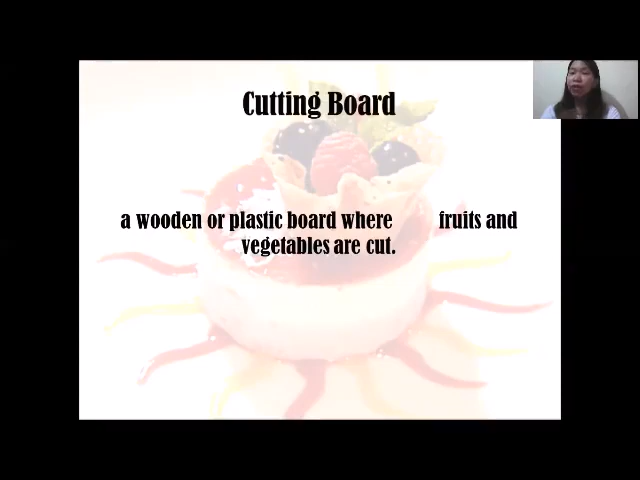 Cutting Board
a wooden or plastic board where fruits and
vegetables are cut.